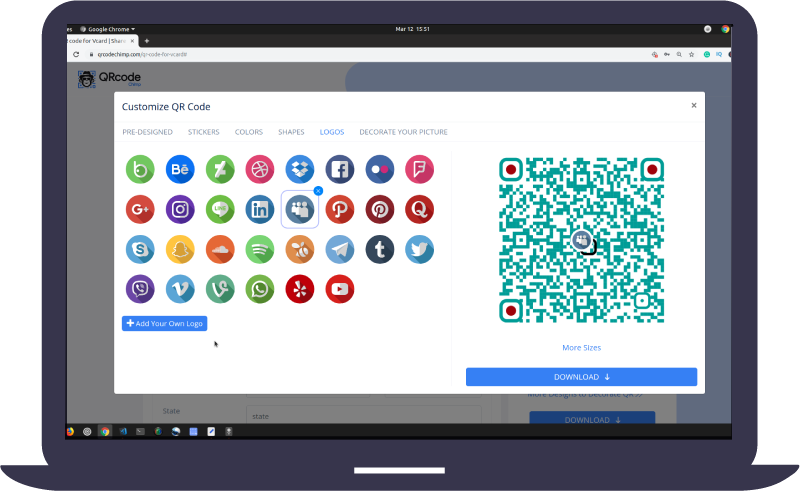 es Google Chrome
Mar 12 15:51
t code for Vcard | Shar
qrcodechimp.com/q-code-for-vcard#
QRcode
Chimp
Customize QR Code
PRE-DESIGNED STICKERS COLORS SHAPES LOGOS DECORATE YOUR PICTURE
Bē
G+ in P Q
S t
Add Your Own Logo
More Sizes
DOWNLOAD
More Designs to Decorate QR
DOWNLOAD
State
state